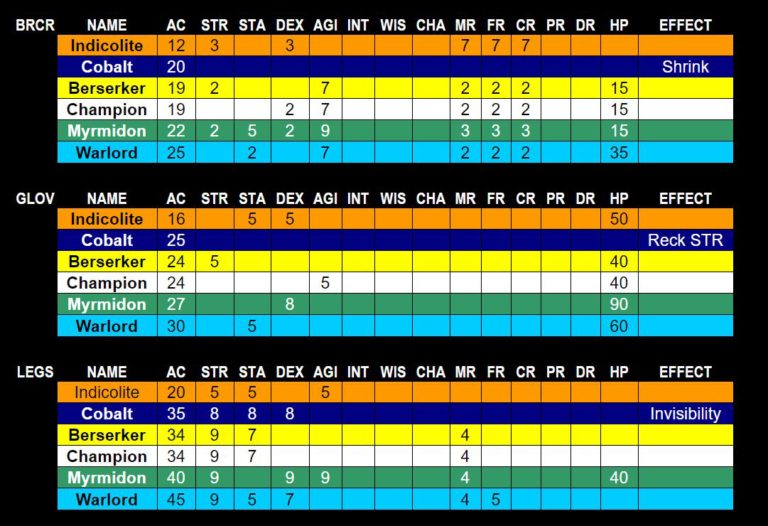 BRCR NAME AC STR STA DEX AGI INT WIS CHA MR FR CR PR DR HP EFFECT
Indicolite 12 3 3 7 7 7
Cobalt 20 Shrink
Berserker 19 2 7 2 2 2 15
Champion 19 2 7 2 2 2 15
Myrmidon 22 2 5 2 9 3 3 3 15
Warlord 25 2 7 2 2 2 35
GLOV NAME AC STR STA DEX AGI INT WIS CHA MR FR CR PR DR HP EFFECT
Indicolite 16 5 5 50
Cobalt 25 Reck STR
Berserker 24 5 40
Champion 24 5 40
Myrmidon 27 8 90
Warlord 30 5 60
LEGS NAME AC STR STA DEX AGI INT WIS CHA MR FR CR PR DR HP EFFECT
Indicolite 20 5 5 5
Cobalt 35 8 8 8 Invisibility
Berserker 34 9 7 4
Champion 34 9 7 4
Myrmidon 40 9 9 9 4 40
Warlord 45 9 5 7 4 5